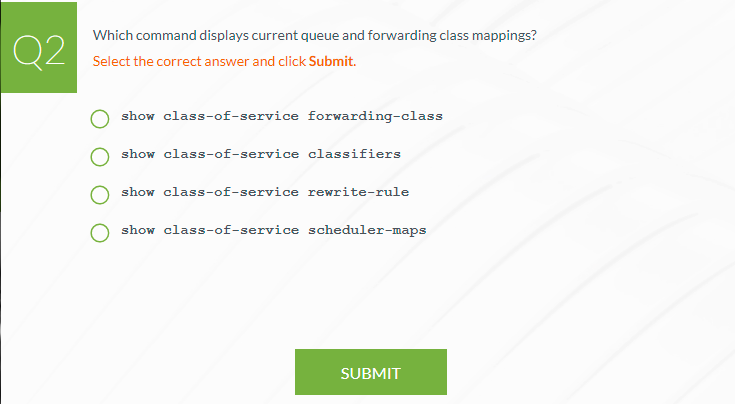 Q2
Which command displays current queue and forwarding class mappings?
Select the correct answer and click Submit.
show class-of-service forwarding-class
show class-of-service classifiers
show class-of-service rewrite-rule
show class-of-service scheduler-maps
SUBMIT